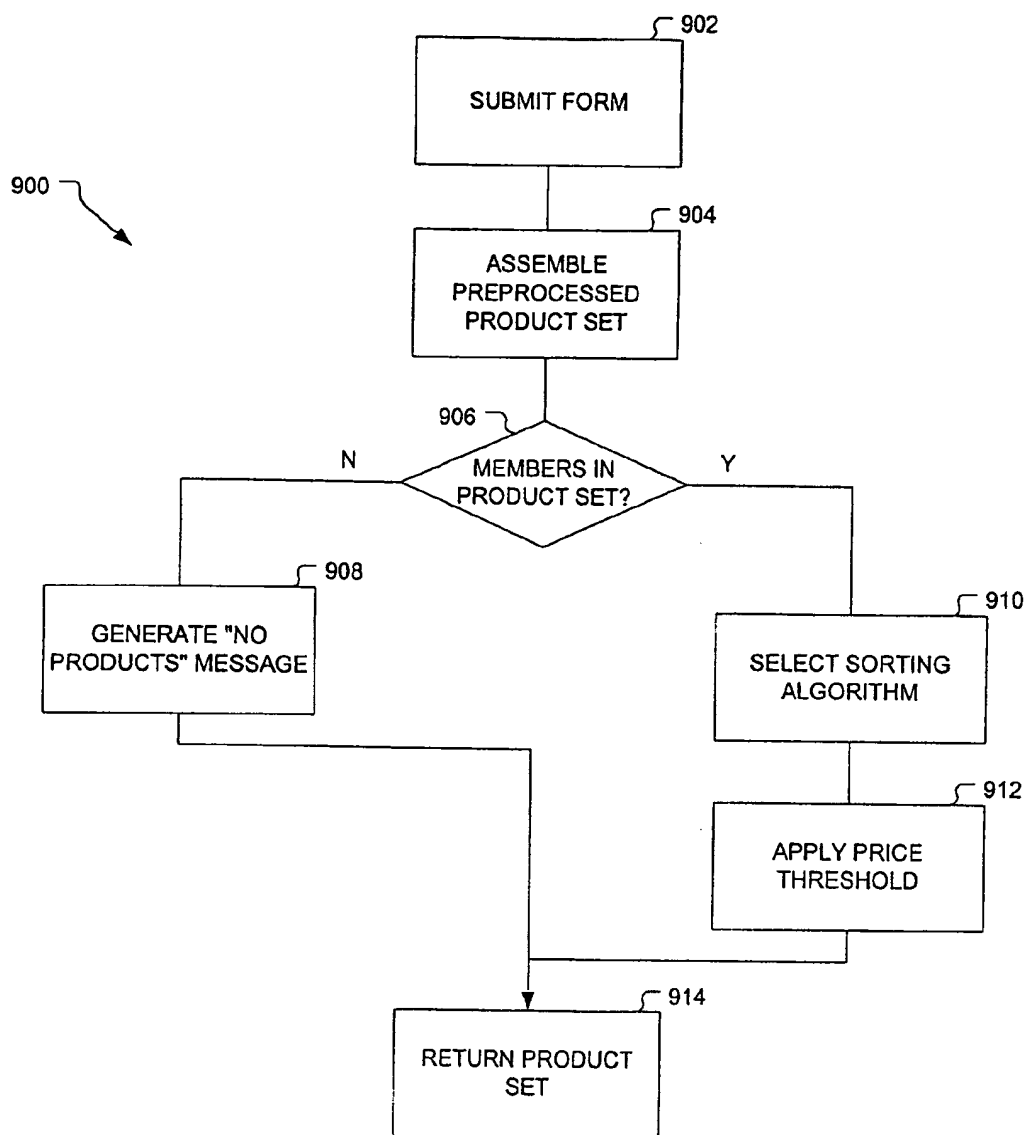 902
SUBMIT FORM
900
904
ASSEMBLE
PREPROCESSED
PRODUCT SET
906
N
MEMBERS IN
PRODUCT SET?
Y
908
GENERATE "NO
PRODUCTS" MESSAGE
910
SELECT SORTING
ALGORITHM
912
APPLY PRICE
THRESHOLD
914
RETURN PRODUCT
SET